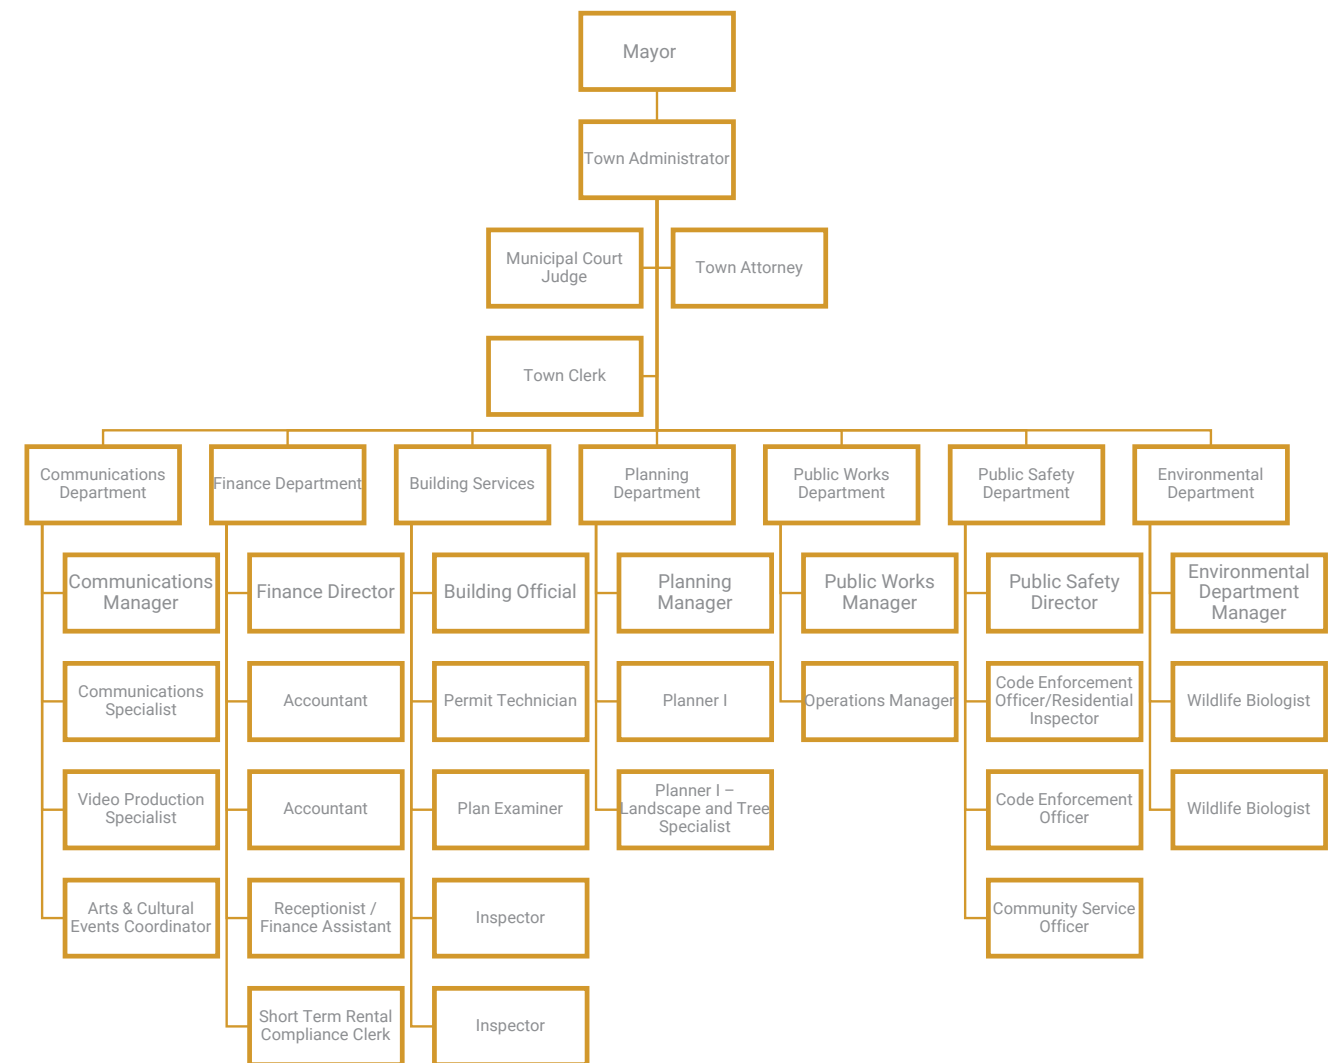 Mayor
Town Administrator
Municipal Court
Judge
Town Attorney
Town Clerk
Communications
Department
Finance Department
Building Services
Planning
Department
Public Works
Department
Public Safety
Department
Environmental
Department
Communications
Manager
Finance Director
Building Official
Planning
Manager
Public Works
Manager
Public Safety
Director
Environmental
Department
Manager
Communications
Specialist
Accountant
Permit Technician
Planner I
Operations Manager
Code Enforcement
Officer/Residential
Inspector
Wildlife Biologist
Video Production
Specialist
Accountant
Plan Examiner
Planner I –
Landscape and Tree
Specialist
Code Enforcement
Officer
Wildlife Biologist
Arts & Cultural
Events Coordinator
Receptionist /
Finance Assistant
Inspector
Community Service
Officer
Short Term Rental
Compliance Clerk
Inspector